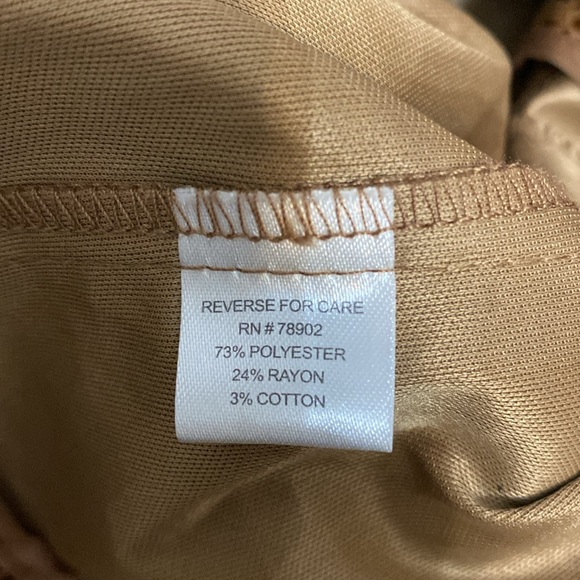 REVERSE FOR CARE
RN # 78902
73% POLYESTER
24% RAYON
3% COTTON